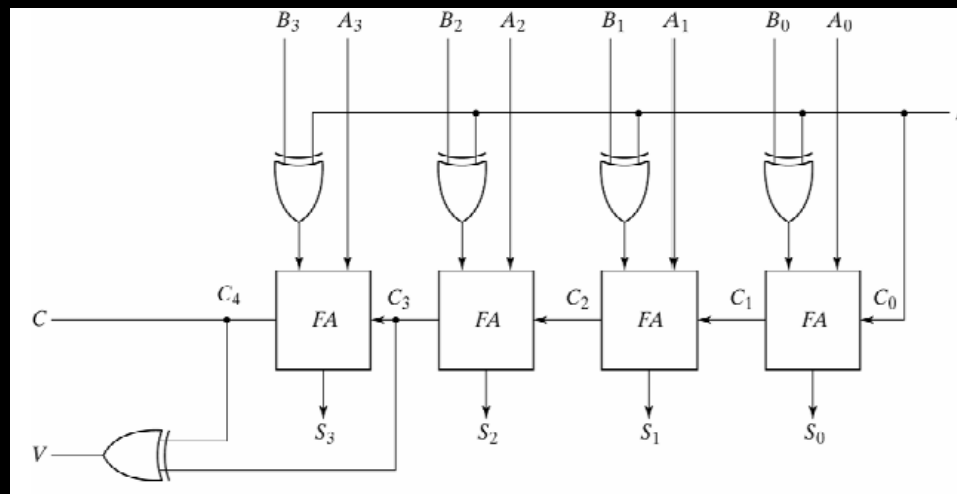 B3 A3 B2 A2 B1 A1 B0 A0
C C4 FA C3 FA C2 FA C1 FA C0
S3 S2 S1 S0
V